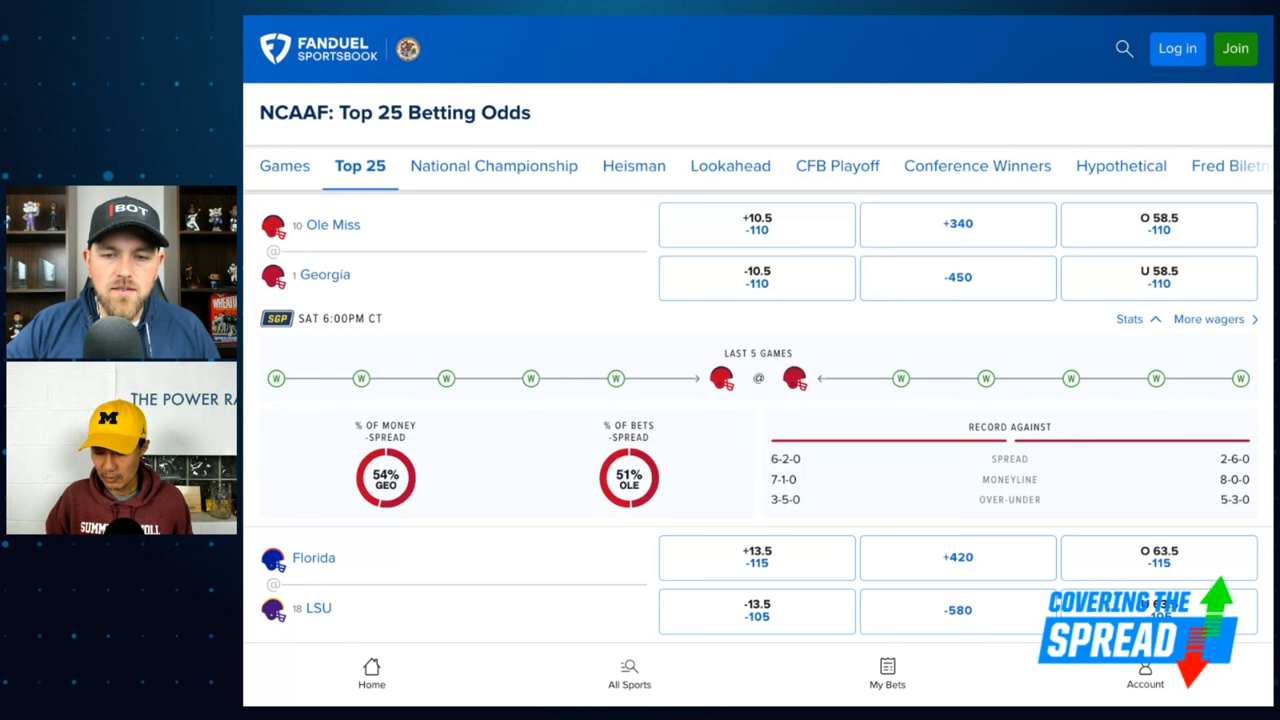 FANDUEL
SPORTSBOOK
Log in
Join
NCAAF: Top 25 Betting Odds
Games
Top 25
National Championship
Heisman
Lookahead
CFB Playoff
Conference Winners
Hypothetical
Fred Biletn
10 Ole Miss
+10.5
-110
+340
O 58.5
-110
@
1 Georgia
-10.5
-110
-450
U 58.5
-110
SGP SAT 6:00PM CT
Stats
More wagers
LAST 5 GAMES
W
W
W
W
W
@
W
W
W
W
W
% OF MONEY
-SPREAD
54%
GEO
% OF BETS
-SPREAD
51%
OLE
RECORD AGAINST
6-2-0 SPREAD 2-6-0
7-1-0 MONEYLINE 8-0-0
3-5-0 OVER-UNDER 5-3-0
Florida
+13.5
-115
+420
O 63.5
-115
@
18 LSU
-13.5
-105
-580
COVERING THE
SPREAD
Home
All Sports
My Bets
Account
BOT
M
THE POWER RA